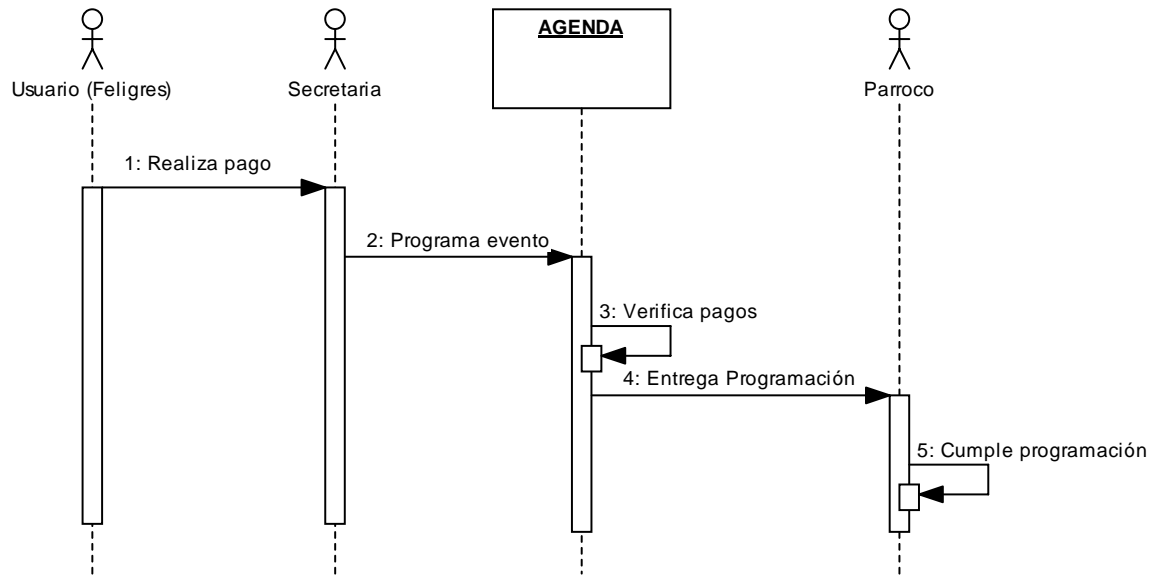 AGENDA
Usuario (Feligres)
Secretaria
Parroco
1: Realiza pago
2: Programa evento
3: Verifica pagos
4: Entrega Programación
5: Cumple programación